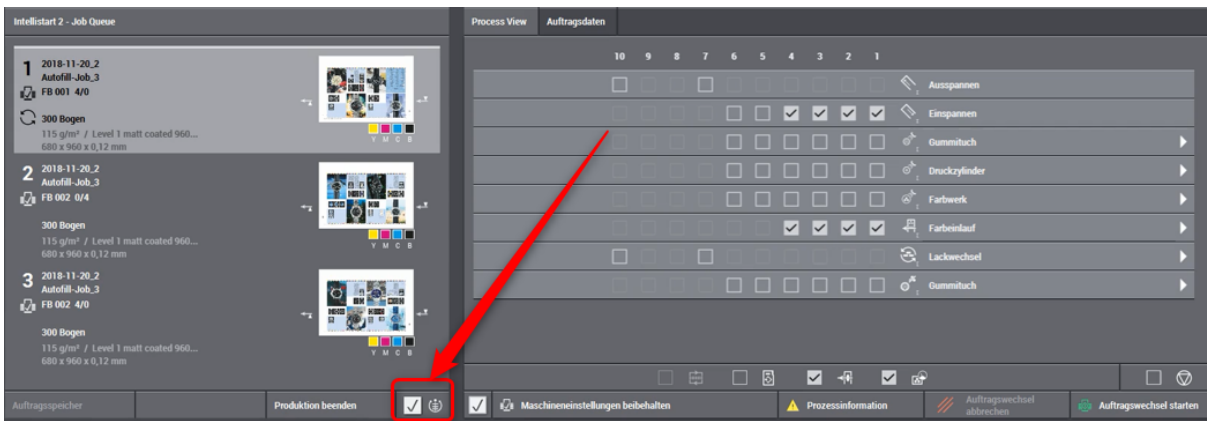 Intellistart 2 - Job Queue
1
2018-11-20_2
Autofill-Job_3
FB 001 4/0
300 Bogen
115 g/m² / Level 1 matt coated 960...
680 x 960 x 0,12 mm
Y M C B
2
2018-11-20_2
Autofill-Job_3
FB 002 0/4
300 Bogen
115 g/m² / Level 1 matt coated 960...
680 x 960 x 0,12 mm
Y M C B
3
2018-11-20_2
Autofill-Job_3
FB 002 4/0
300 Bogen
115 g/m² / Level 1 matt coated 960...
680 x 960 x 0,12 mm
Y M C B
Auftragsspeicher
Produktion beenden
Process View Auftragsdaten
10 9 8 7 6 5 4 3 2 1
Ausspannen
Einspannen
Gummituch
Druckzylinder
Farbwerk
Farbeinlauf
Lackwechsel
Gummituch
Maschineneinstellungen beibehalten
Prozessinformation
Auftragswechsel
abbrechen
Auftragswechsel starten